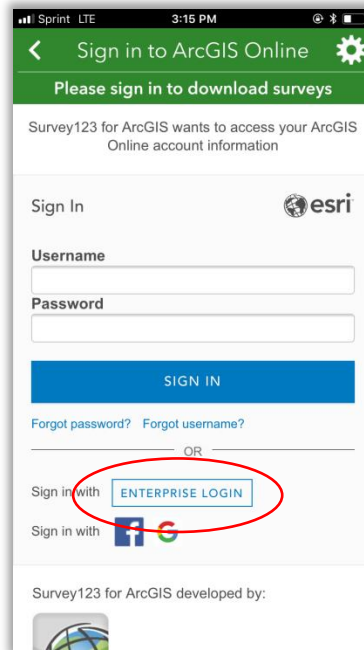 Sprint LTE 3:15 PM
Sign in to ArcGIS Online
Please sign in to download surveys
Survey123 for ArcGIS wants to access your ArcGIS
Online account information
Sign In esri
Username
Password
SIGN IN
Forgot password? Forgot username?
OR
Sign in with ENTERPRISE LOGIN
Sign in with f G
Survey123 for ArcGIS developed by: